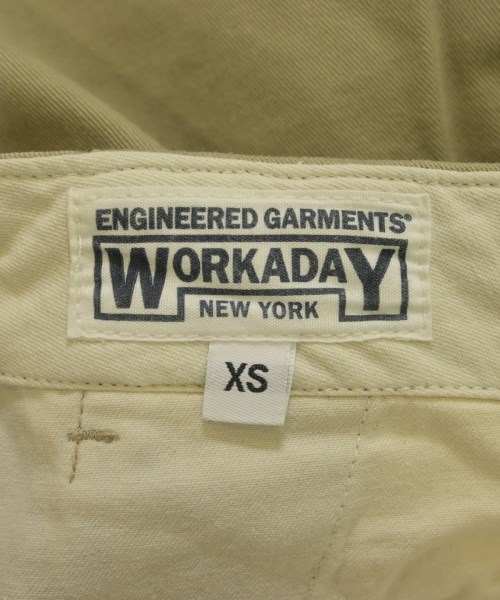 ENGINEERED GARMENTS®
WORKADAY
NEW YORK
XS